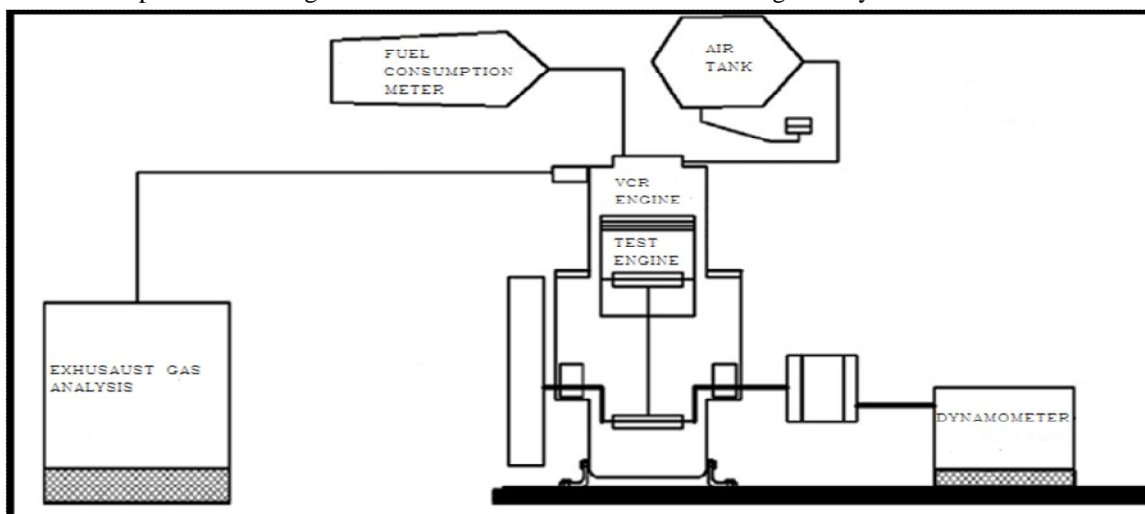 FUEL
CONSUMPTION
METER
AIR
TANK
VCR
ENGINE
TEST
ENGINE
EXHUSAUST GAS
ANALYSIS
DYNAMOMETER